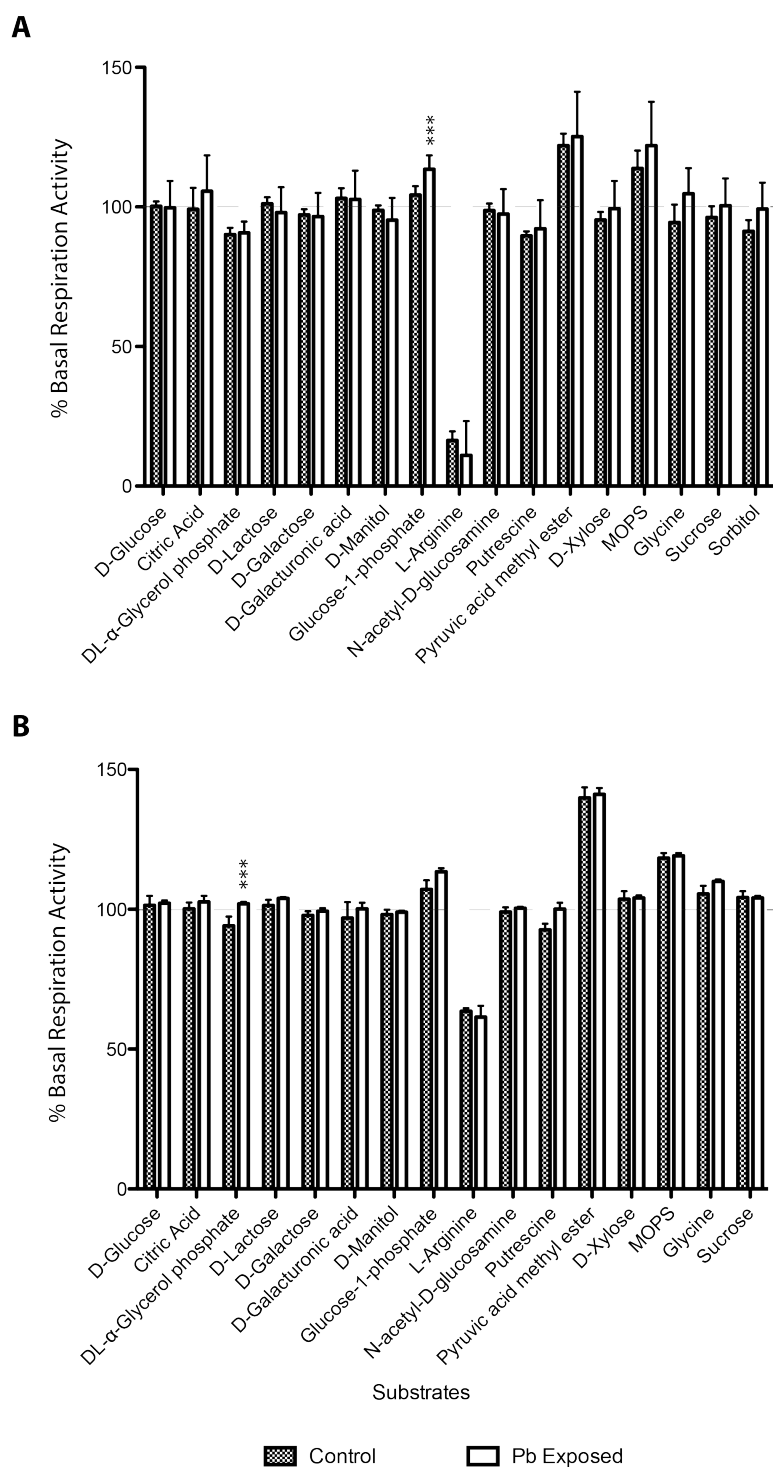 A
% Basal Respiration Activity
150
100
50
0
***
D-Glucose
Citric Acid
DL-α-Glycerol phosphate
D-Lactose
D-Galactose
D-Galacturonic acid
D-Manitol
Glucose-1-phosphate
L-Arginine
N-acetyl-D-glucosamine
Putrescine
Pyruvic acid methyl ester
D-Xylose
MOPS
Glycine
Sucrose
Sorbitol
B
% Basal Respiration Activity
150
100
50
0
***
D-Glucose
Citric Acid
DL-α-Glycerol phosphate
D-Lactose
D-Galactose
D-Galacturonic acid
D-Manitol
Glucose-1-phosphate
L-Arginine
N-acetyl-D-glucosamine
Putrescine
Pyruvic acid methyl ester
D-Xylose
MOPS
Glycine
Sucrose
Substrates
Control
Pb Exposed